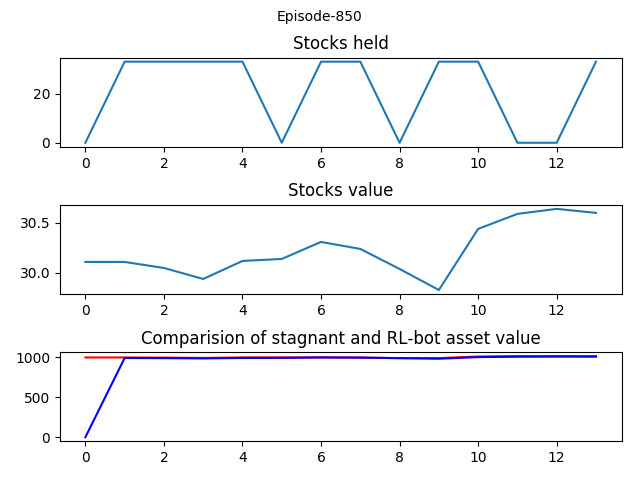 Episode-850
Stocks held
20
0
0 2 4 6 8 10 12
Stocks value
30.5
30.0
0 2 4 6 8 10 12
Comparision of stagnant and RL-bot asset value
1000
500
0
0 2 4 6 8 10 12